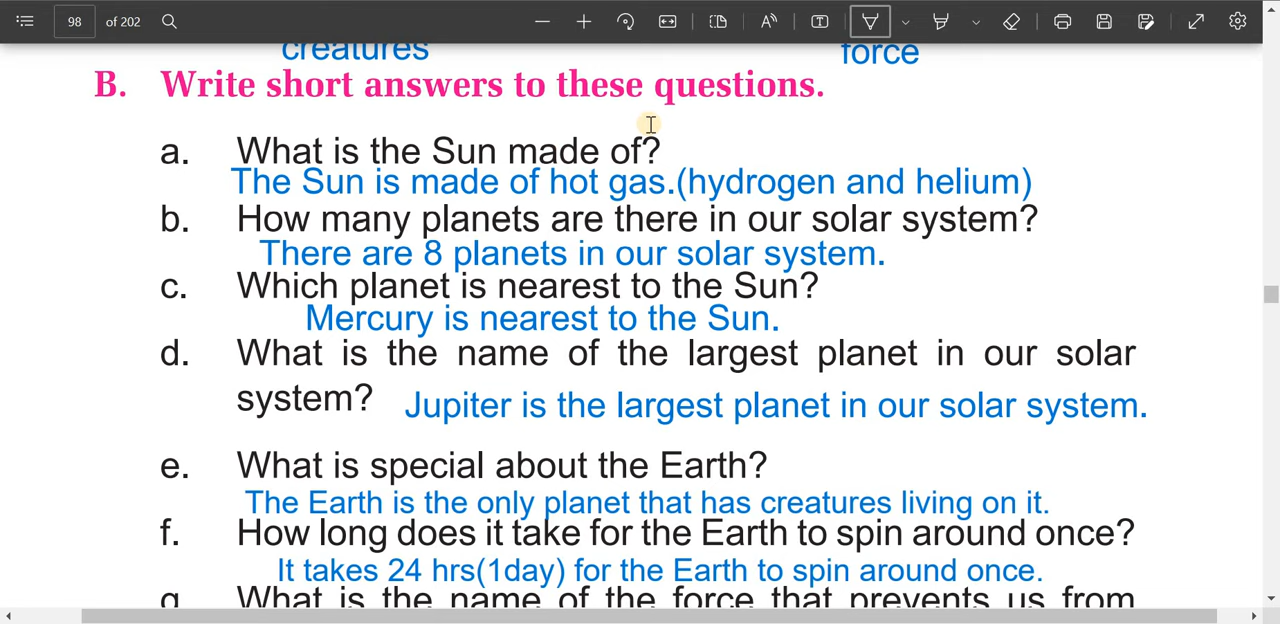 98 of 202
creatures force
B. Write short answers to these questions.
a. What is the Sun made of?
The Sun is made of hot gas.(hydrogen and helium)
b. How many planets are there in our solar system?
There are 8 planets in our solar system.
c. Which planet is nearest to the Sun?
Mercury is nearest to the Sun.
d. What is the name of the largest planet in our solar
system? Jupiter is the largest planet in our solar system.
e. What is special about the Earth?
The Earth is the only planet that has creatures living on it.
f. How long does it take for the Earth to spin around once?
It takes 24 hrs(1day) for the Earth to spin around once.
g. What is the name of the force that prevents us from